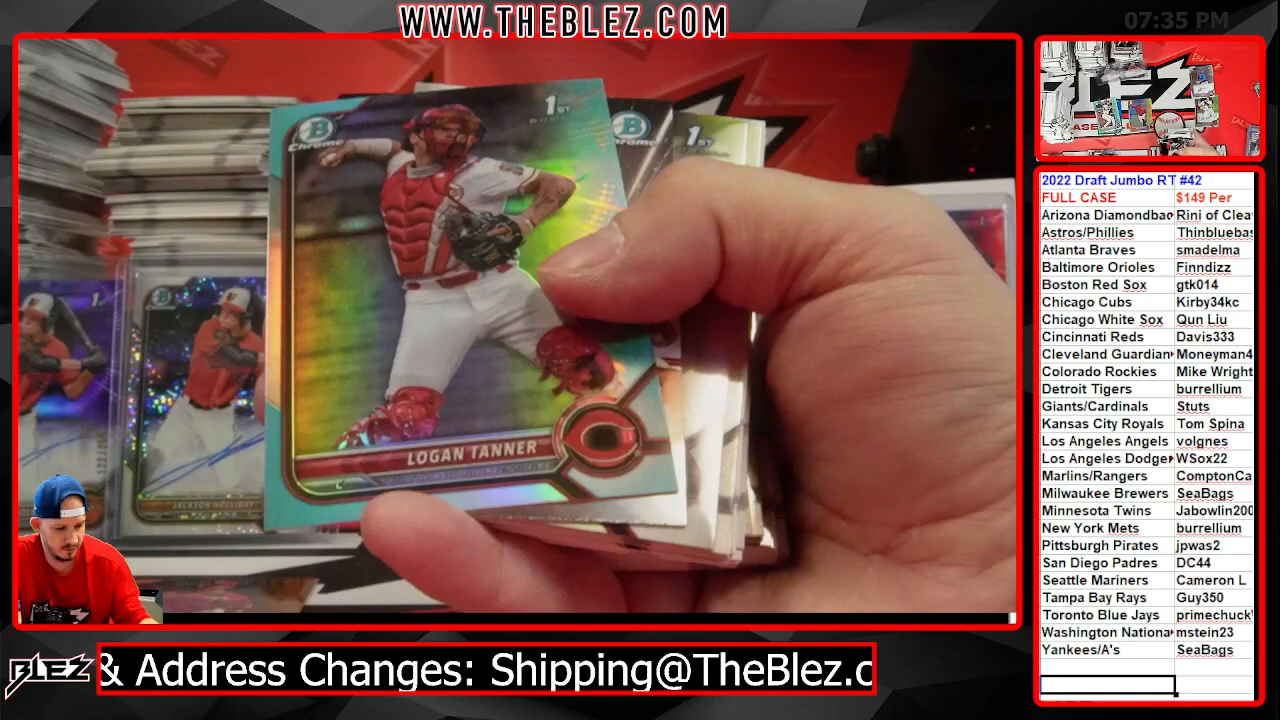 WWW.THEBLEZ.COM
07:35 PM
1ST
B
Chrome
B
Chrome
1ST
LOGAN TANNER
C
JACKSON HOLLIDAY
BLEZ
2022 Draft Jumbo RT #42
FULL CASE $149 Per
Arizona Diamondba Rini of Clea
Astros/Phillies Thinblueba
Atlanta Braves smadelma
Baltimore Orioles Finndizz
Boston Red Sox gtk014
Chicago Cubs Kirby34kc
Chicago White Sox Qun Liu
Cincinnati Reds Davis333
Cleveland Guardian Moneyman4
Colorado Rockies Mike Wright
Detroit Tigers burrellium
Giants/Cardinals Stuts
Kansas City Royals Tom Spina
Los Angeles Angels volgnes
Los Angeles Dodge WSox22
Marlins/Rangers ComptonCa
Milwaukee Brewers SeaBags
Minnesota Twins Jabowlin200
New York Mets burrellium
Pittsburgh Pirates jpwas2
San Diego Padres DC44
Seattle Mariners Cameron L
Tampa Bay Rays Guy350
Toronto Blue Jays primechuck
Washington Nationa mstein23
Yankees/A's SeaBags
BLEZ
& Address Changes: Shipping@TheBlez.c